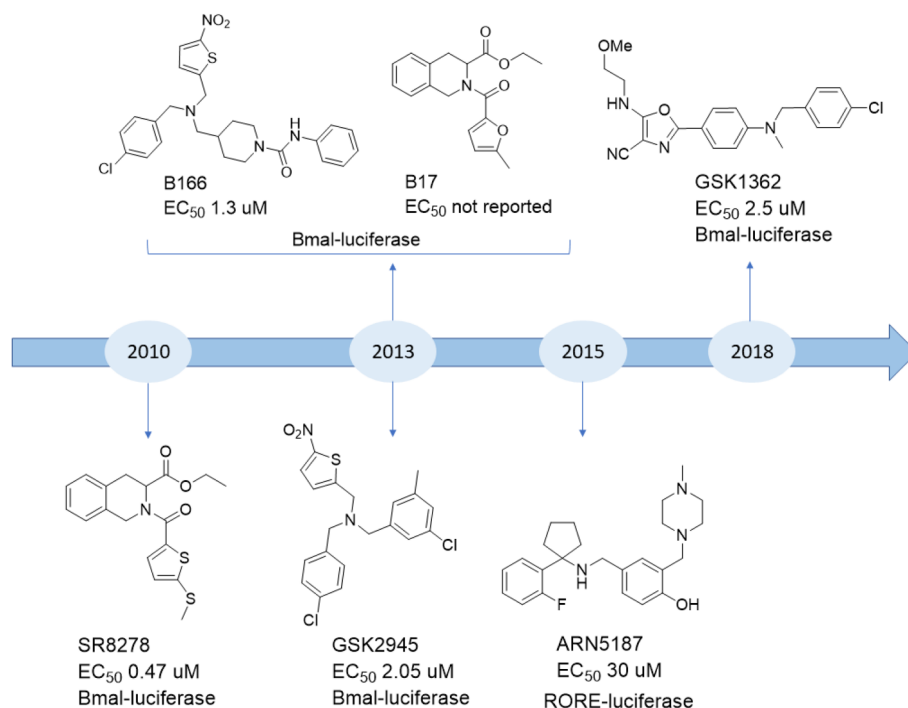 NO₂
S
N
Cl
N
O
H
N
B166
EC₅₀ 1.3 uM
O
O
N
O
O
B17
EC₅₀ not reported
OMe
HN
O
NC
N
N
Cl
GSK1362
EC₅₀ 2.5 uM
Bmal-luciferase
Bmal-luciferase
2010
2013
2015
2018
O
O
N
O
S
S
SR8278
EC₅₀ 0.47 uM
Bmal-luciferase
O₂N
S
N
Cl
Cl
GSK2945
EC₅₀ 2.05 uM
Bmal-luciferase
N
N
N
H
F
OH
ARN5187
EC₅₀ 30 uM
RORE-luciferase